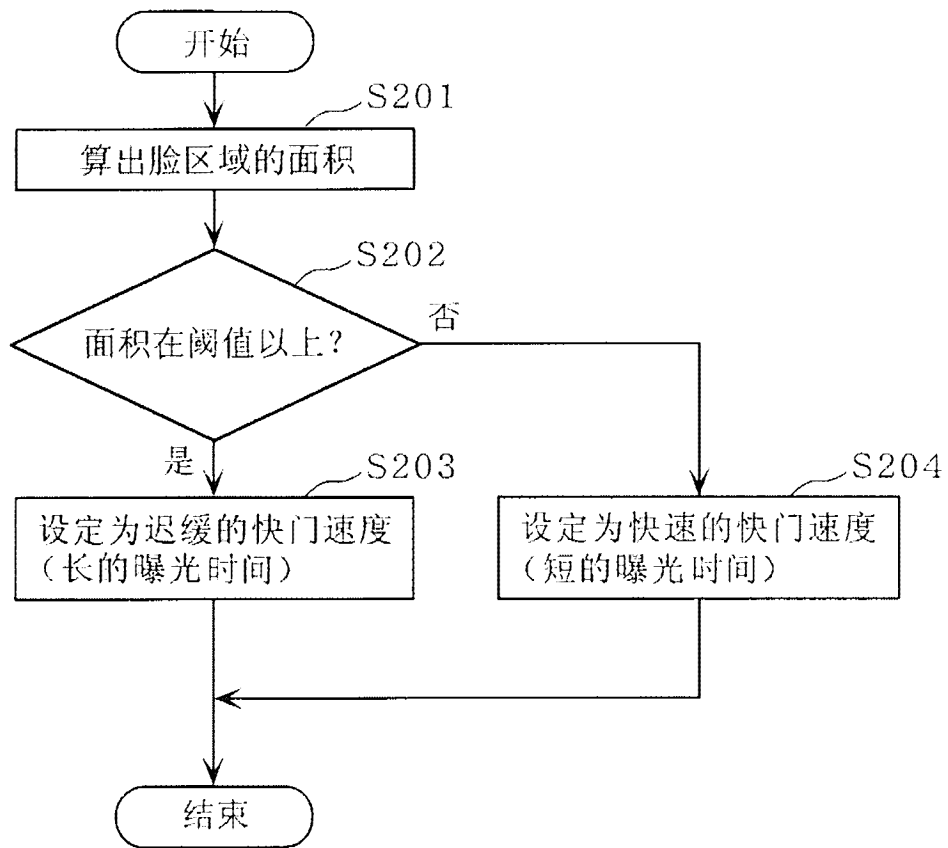 开始
S201
算出脸区域的面积
S202
面积在阈值以上?
否
是
S203
设定为迟缓的快门速度
(长的曝光时间)
S204
设定为快速的快门速度
(短的曝光时间)
结束